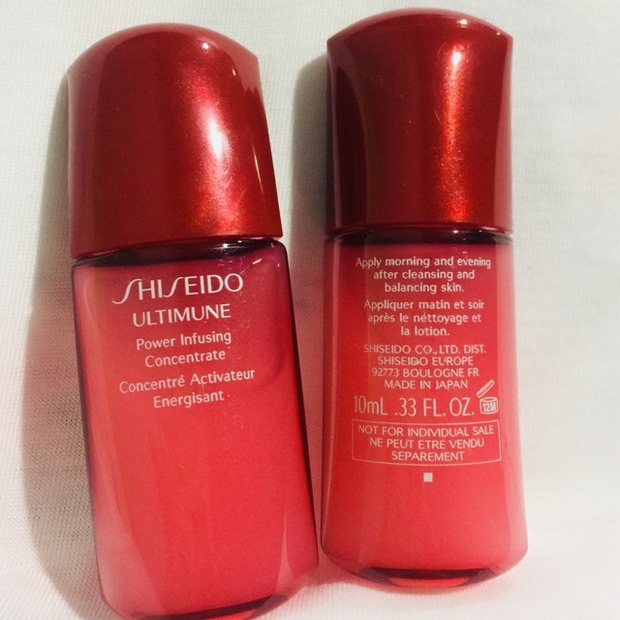 SHISEIDO
ULTIMUNE
Power Infusing
Concentrate
Concentré Activateur
Energisant
Apply morning and evening
after cleansing and
balancing skin.
Appliquer matin et soir
après le néttoyage et
la lotion.
SHISEIDO CO., LTD. DIST.
SHISEIDO EUROPE
92773 BOULOGNE FR
MADE IN JAPAN
10mL .33 FL. OZ. 12M
NOT FOR INDIVIDUAL SALE
NE PEUT ETRE VENDU
SEPAREMENT